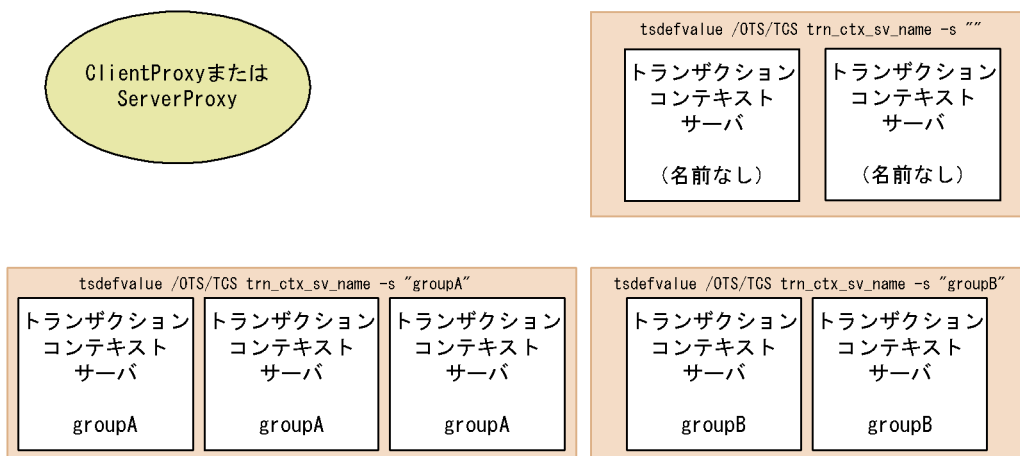 ClientProxyまたは
ServerProxy
tsdefvalue /OTS/TCS trn_ctx_sv_name -s ""
トランザクション
コンテキスト
サーバ
(名前なし)
トランザクション
コンテキスト
サーバ
(名前なし)
tsdefvalue /OTS/TCS trn_ctx_sv_name -s "groupA"
トランザクション
コンテキスト
サーバ
groupA
トランザクション
コンテキスト
サーバ
groupA
トランザクション
コンテキスト
サーバ
groupA
tsdefvalue /OTS/TCS trn_ctx_sv_name -s "groupB"
トランザクション
コンテキスト
サーバ
groupB
トランザクション
コンテキスト
サーバ
groupB